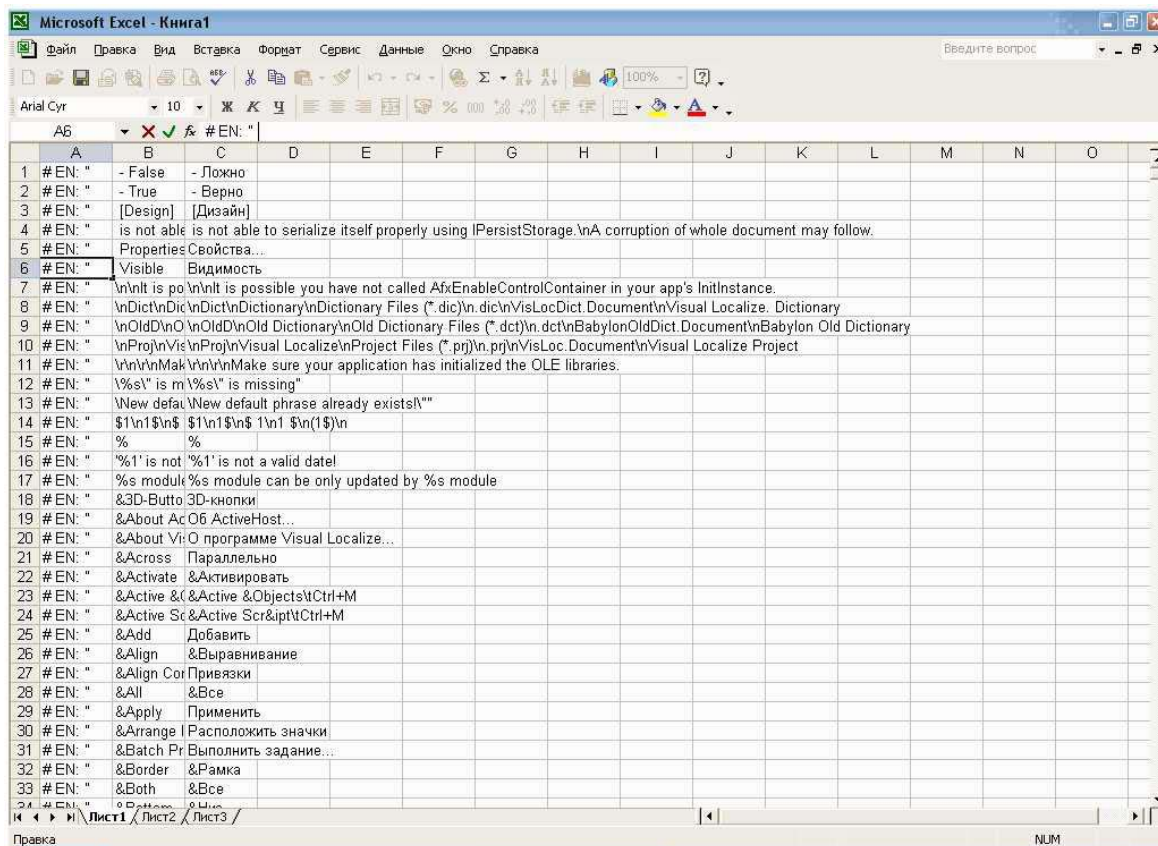 Microsoft Excel - Книга1
Файл Правка Вид Вставка Формат Сервис Данные Окно Справка Введите вопрос
100%
Arial Cyr 10 Ж К Ч
A6 fx # EN: "
A B C D E F G H I J K L M N O
1 # EN: " - False - Ложно
2 # EN: " - True - Верно
3 # EN: " [Design] [Дизайн]
4 # EN: " is not able is not able to serialize itself properly using IPersistStorage.\nA corruption of whole document may follow.
5 # EN: " Properties Свойства...
6 # EN: " Visible Видимость
7 # EN: " \n\nIt is po \n\nIt is possible you have not called AfxEnableControlContainer in your app's InitInstance.
8 # EN: " \nDict\nDic \nDict\nDictionary\nDictionary Files (*.dic)\n.dic\nVisLocDict.Document\nVisual Localize. Dictionary
9 # EN: " \nOldD\nO \nOldD\nOld Dictionary\nOld Dictionary Files (*.dct)\n.dct\nBabylonOldDict.Document\nBabylon Old Dictionary
10 # EN: " \nProj\nVis \nProj\nVisual Localize\nProject Files (*.prj)\n.prj\nVisLoc.Document\nVisual Localize Project
11 # EN: " \r\n\r\nMak \r\n\r\nMake sure your application has initialized the OLE libraries.
12 # EN: " \%s\" is m \%s\" is missing"
13 # EN: " \New defau \New default phrase already exists!\""
14 # EN: " $1\n1$\n$ $1\n1$\n$ 1\n1 $\n(1$)\n
15 # EN: " % %
16 # EN: " '%1' is not '%1' is not a valid date!
17 # EN: " %s module %s module can be only updated by %s module
18 # EN: " &3D-Butto 3D-кнопки
19 # EN: " &About Ac Об ActiveHost...
20 # EN: " &About Vi О программе Visual Localize...
21 # EN: " &Across Параллельно
22 # EN: " &Activate &Активировать
23 # EN: " &Active &O &Active &Objects\tCtrl+M
24 # EN: " &Active Sc &Active Scr&ipt\tCtrl+M
25 # EN: " &Add Добавить
26 # EN: " &Align &Выравнивание
27 # EN: " &Align Cor Привязки
28 # EN: " &All &Все
29 # EN: " &Apply Применить
30 # EN: " &Arrange Расположить значки
31 # EN: " &Batch Pr Выполнить задание...
32 # EN: " &Border &Рамка
33 # EN: " &Both &Все
34 # EN: "
Лист1 Лист2 Лист3
Правка NUM